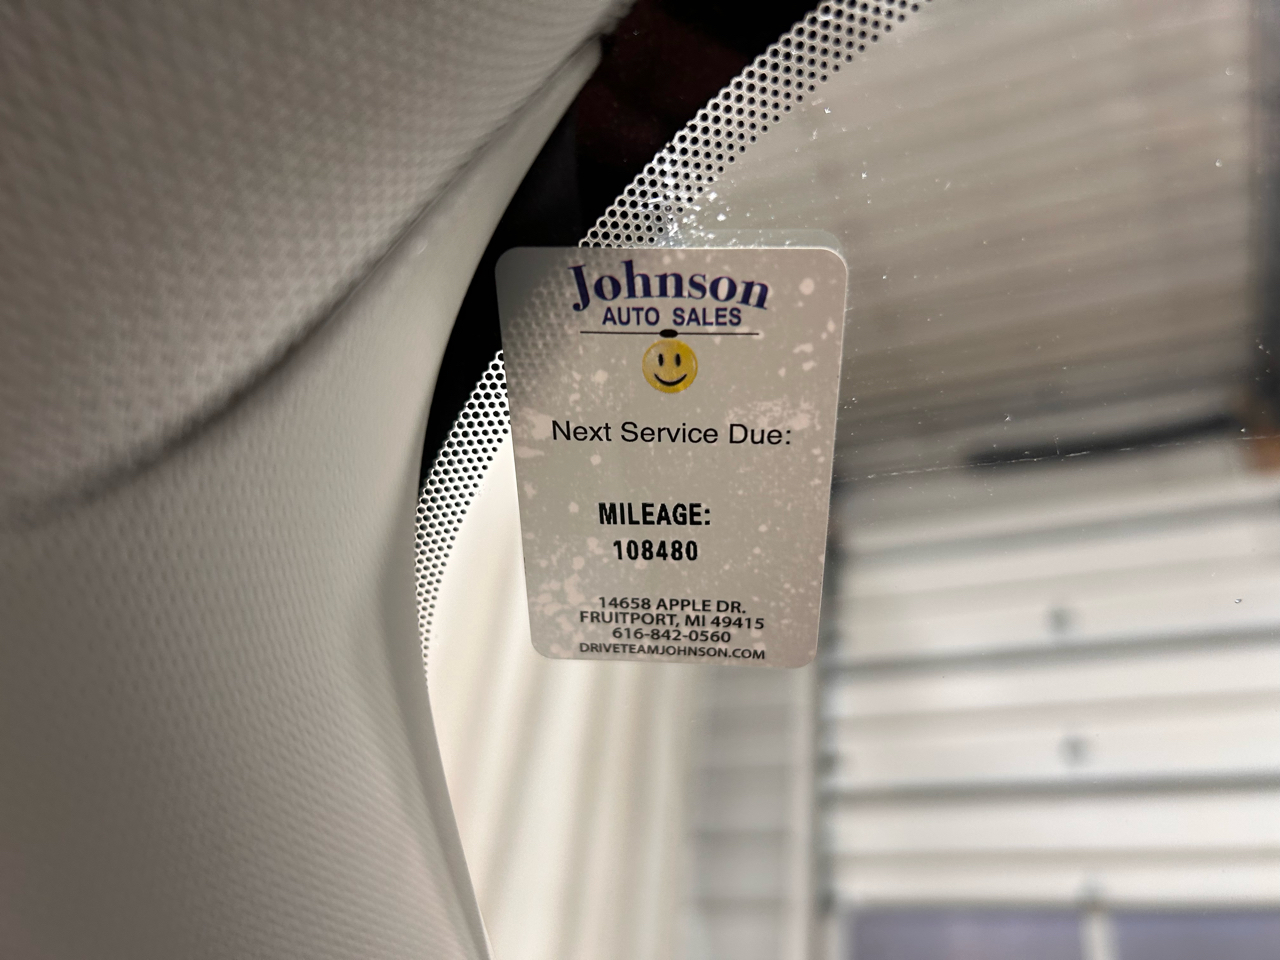 Johnson
AUTO SALES
Next Service Due:
MILEAGE:
108480
14658 APPLE DR.
FRUITPORT, MI 49415
616-842-0560
DRIVETEAMJOHNSON.COM